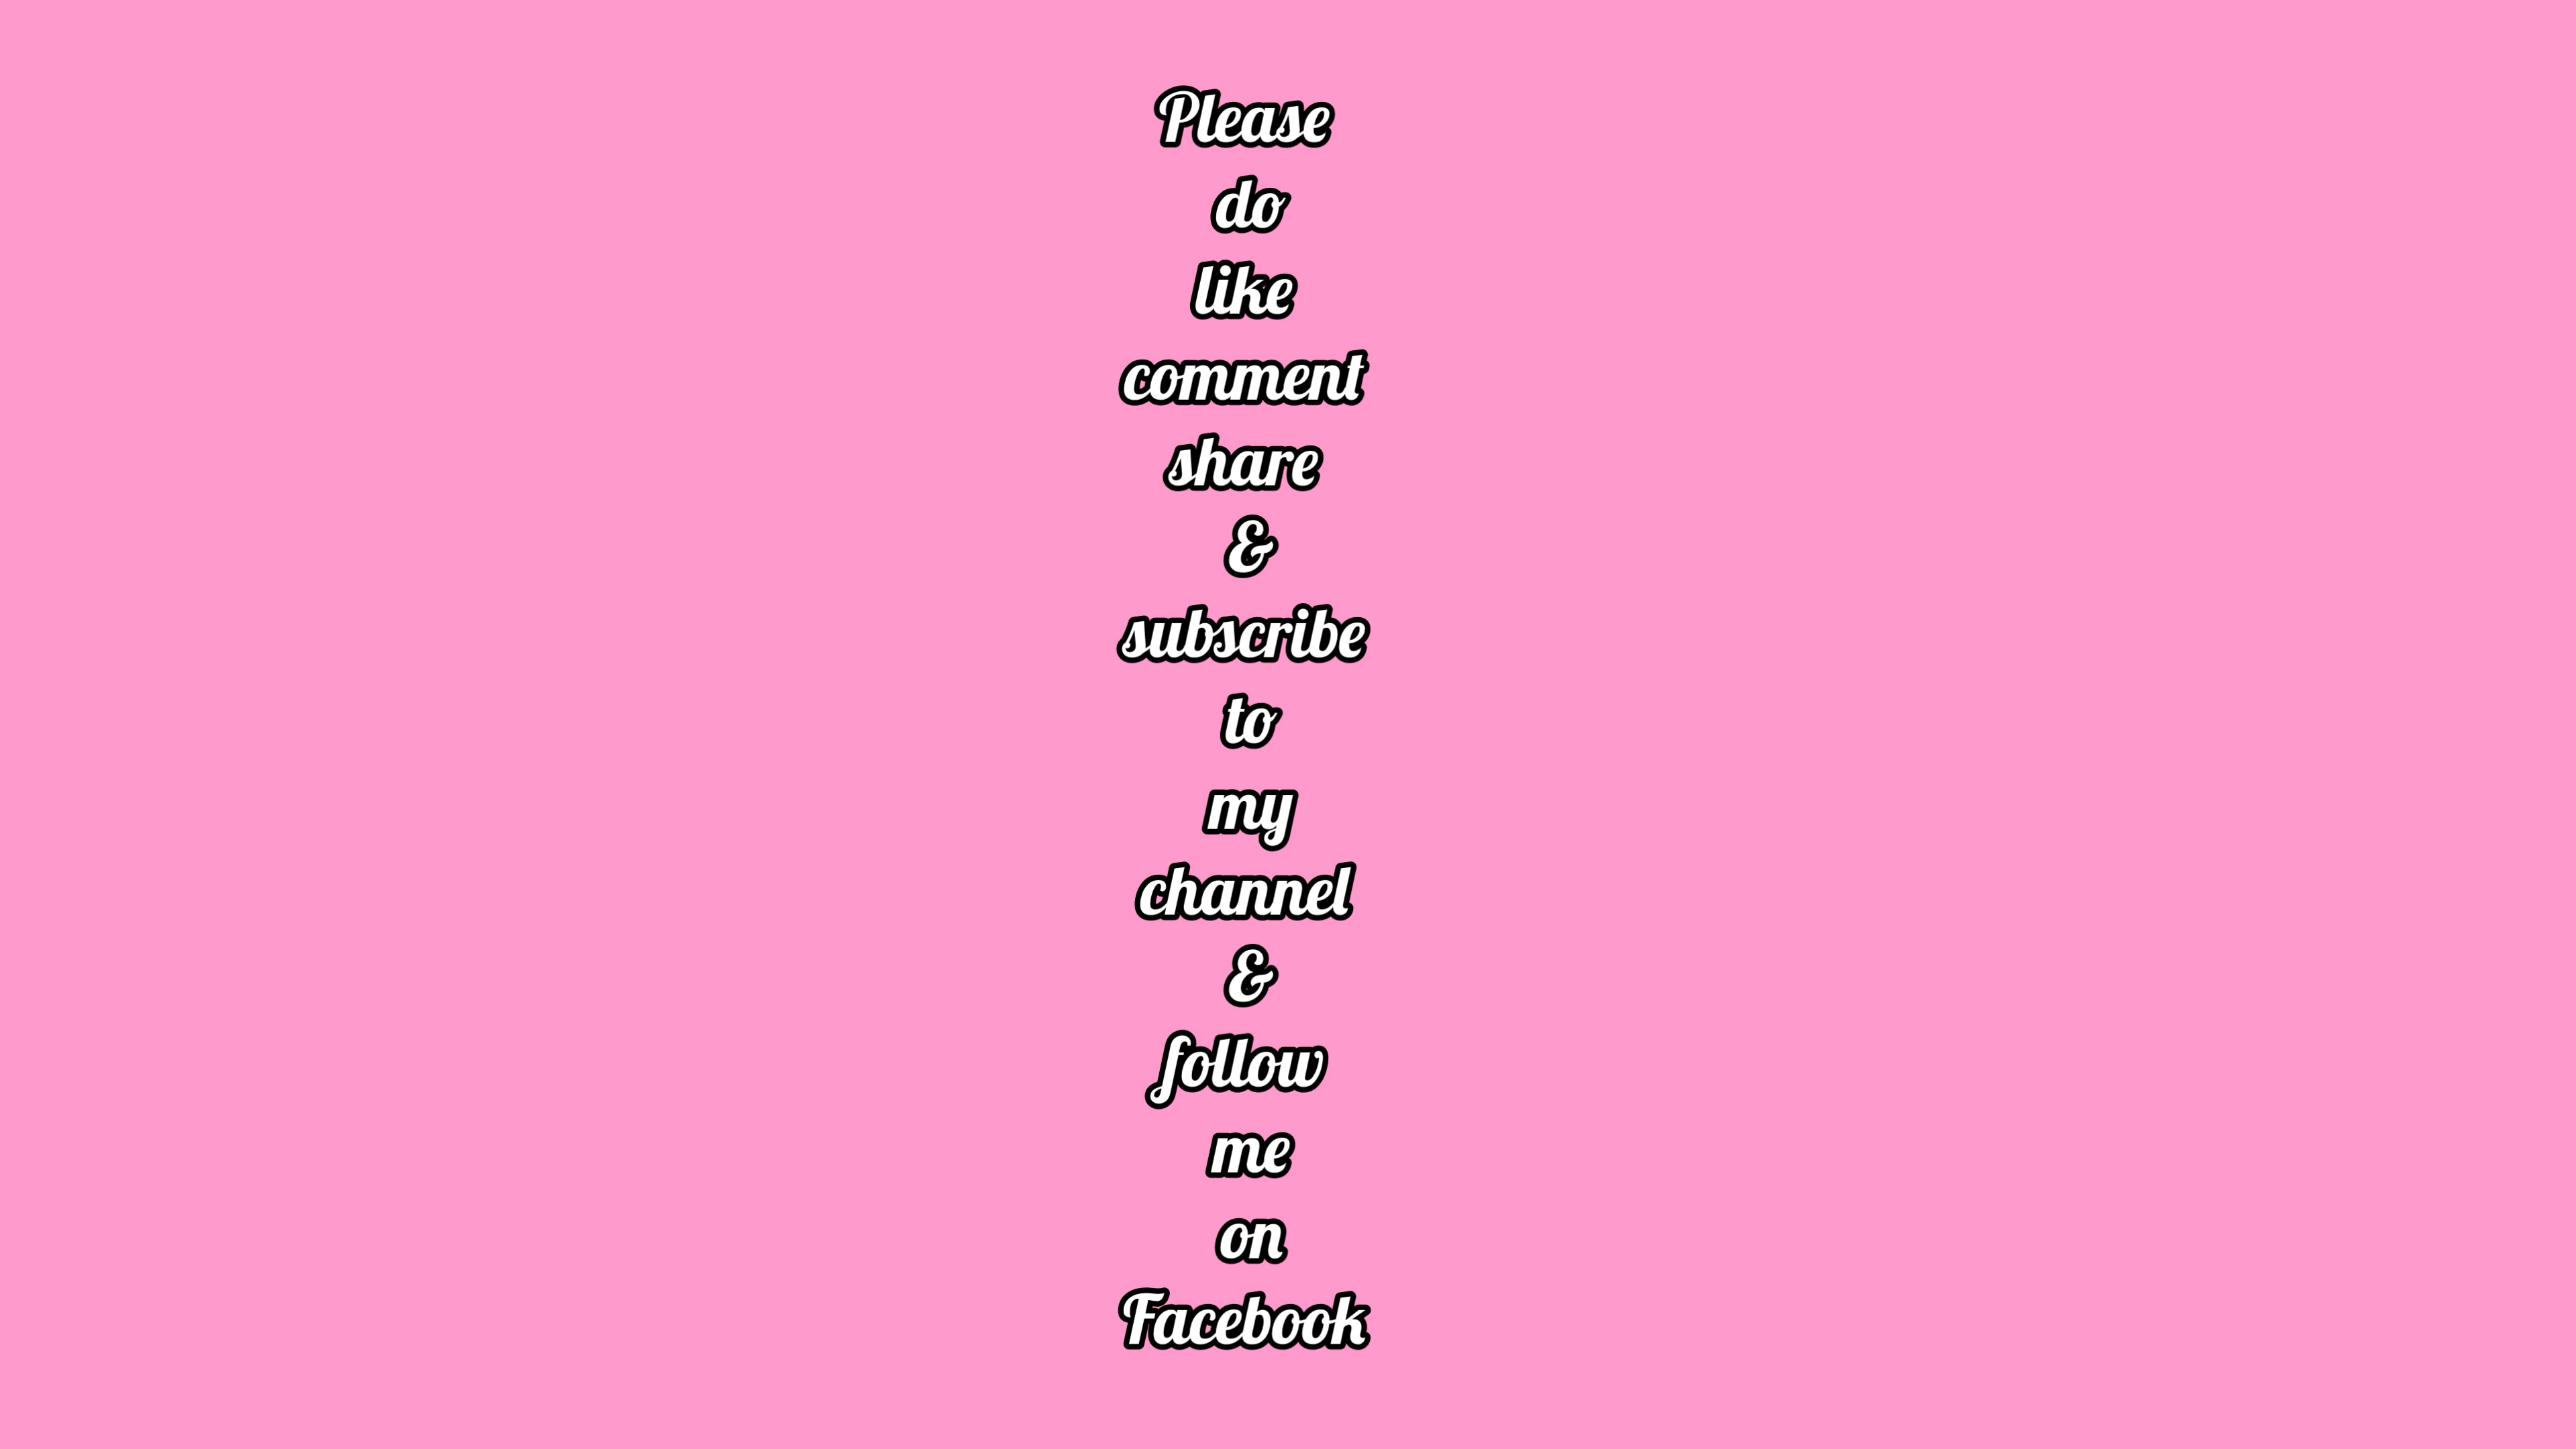 Please
do
like
comment
share
&
subscribe
to
my
channel
&
follow
me
on
Facebook